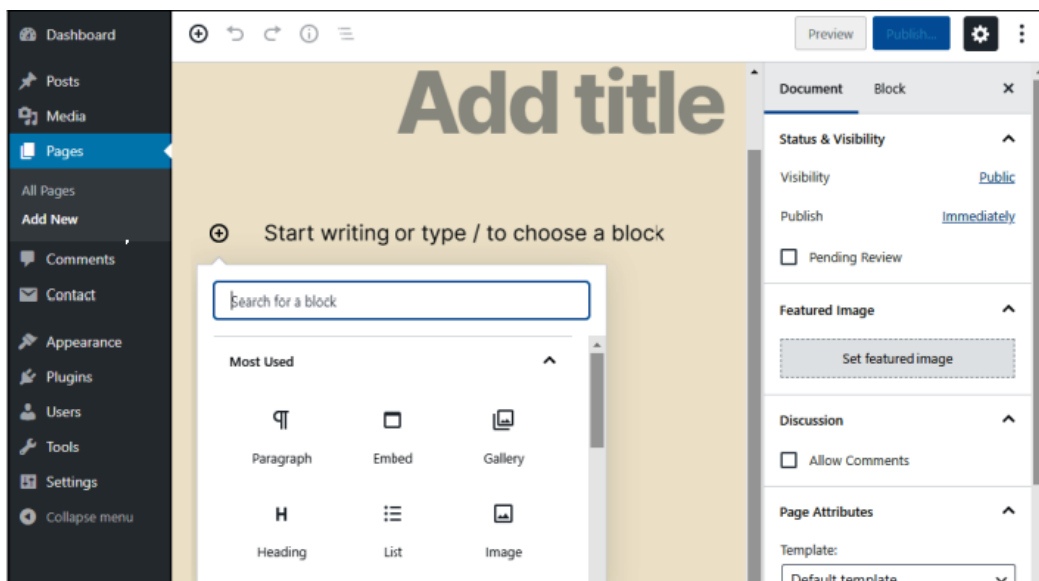 Dashboard
Posts
Media
Pages
All Pages
Add New
Comments
Contact
Appearance
Plugins
Users
Tools
Settings
Collapse menu
Preview
Publish...
Add title
Start writing or type / to choose a block
Search for a block
Most Used
Paragraph
Embed
Gallery
Heading
List
Image
Document
Block
Status & Visibility
Visibility
Public
Publish
Immediately
Pending Review
Featured Image
Set featured image
Discussion
Allow Comments
Page Attributes
Template:
Default template